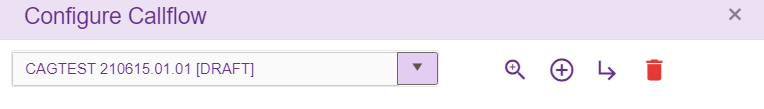 Configure Callflow
CAGTEST 210615.01.01 [DRAFT]